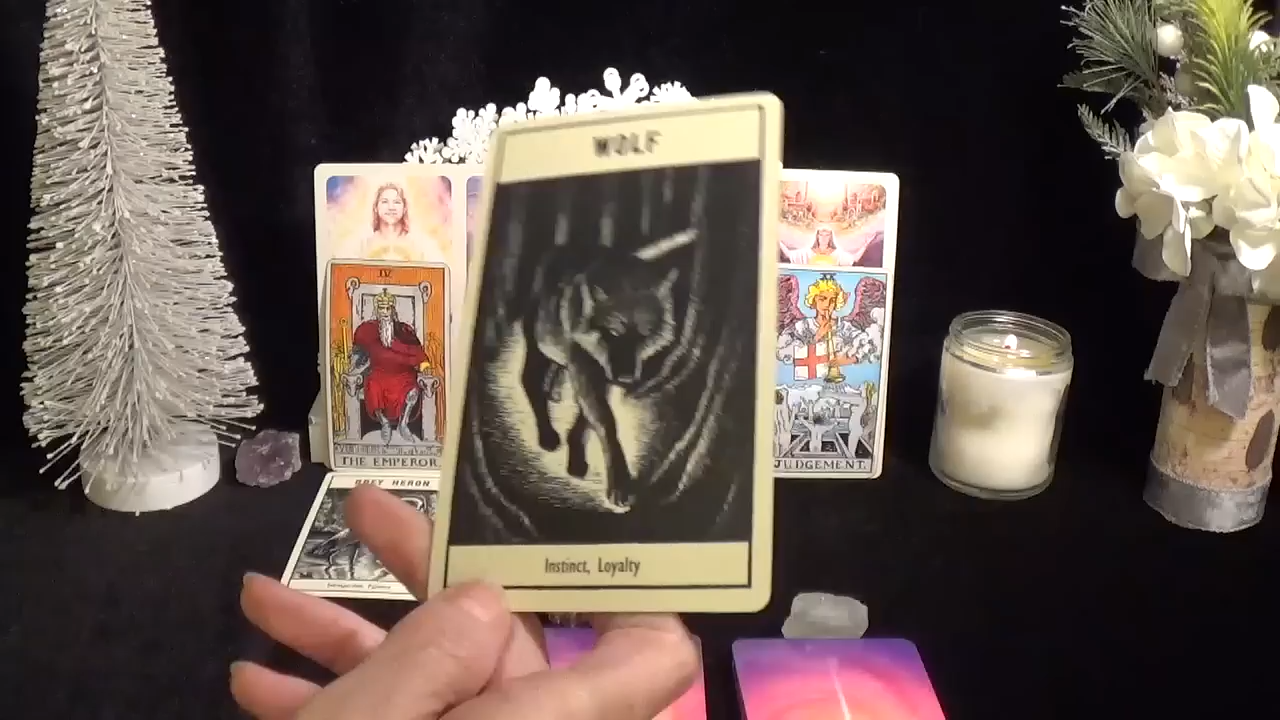 WOLF
IV
THE EMPEROR
JUDGEMENT.
GREY HERON
Instinct, Loyalty